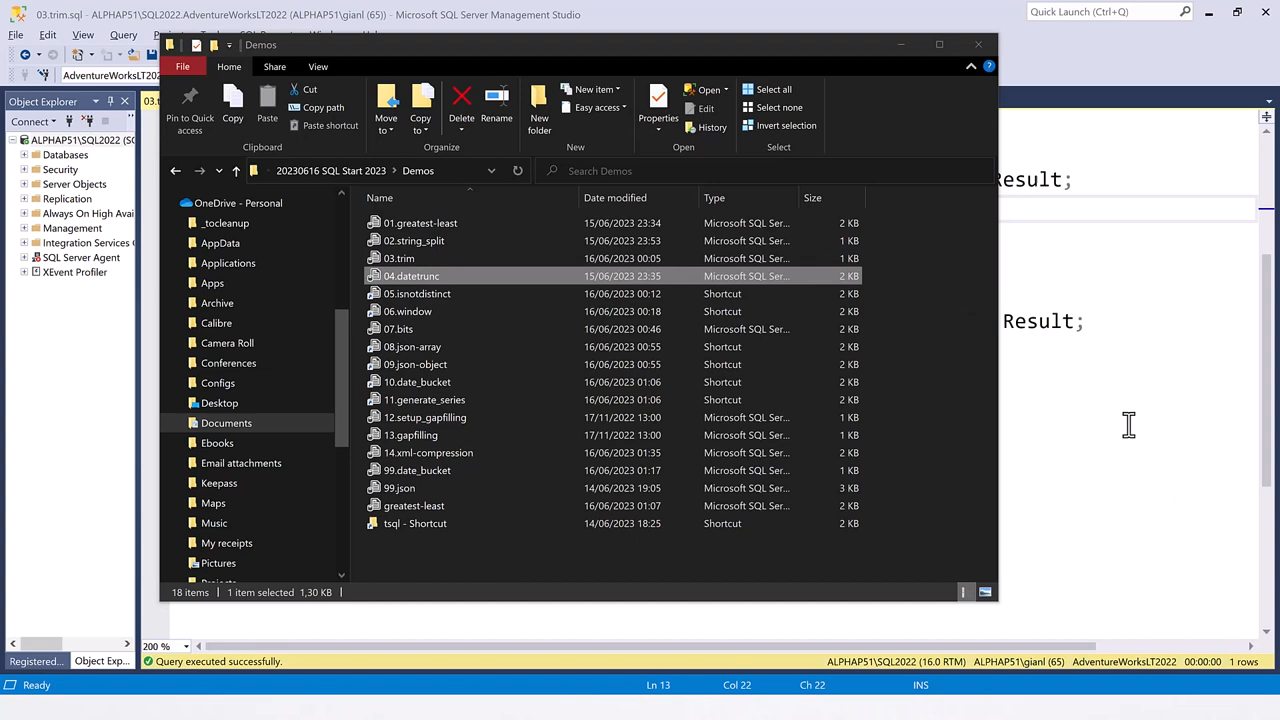 03.trim.sql - ALPHAP51\SQL2022.AdventureWorksLT2022 (ALPHAP51\gianl (65)) - Microsoft SQL Server Management Studio
Quick Launch (Ctrl+Q)
File Edit View Query
AdventureWorksLT202
Object Explorer
Connect
ALPHAP51\SQL2022 (SQ
Databases
Security
Server Objects
Replication
Always On High Avai
Management
Integration Services C
SQL Server Agent
XEvent Profiler
Demos
File Home Share View
Pin to Quick access
Copy
Paste
Cut
Copy path
Paste shortcut
Clipboard
Move to
Copy to
Delete
Rename
Organize
New folder
New item
Easy access
New
Properties
Open
Edit
History
Open
Select all
Select none
Invert selection
Select
20230616 SQL Start 2023 > Demos
Search Demos
OneDrive - Personal
_tocleanup
AppData
Applications
Apps
Archive
Calibre
Camera Roll
Conferences
Configs
Desktop
Documents
Ebooks
Email attachments
Keepass
Maps
Music
My receipts
Pictures
Name Date modified Type Size
01.greatest-least 15/06/2023 23:34 Microsoft SQL Ser... 2 KB
02.string_split 15/06/2023 23:53 Microsoft SQL Ser... 1 KB
03.trim 16/06/2023 00:05 Microsoft SQL Ser... 1 KB
04.datetrunc 15/06/2023 23:35 Microsoft SQL Ser... 2 KB
05.isnotdistinct 16/06/2023 00:12 Shortcut 2 KB
06.window 16/06/2023 00:18 Shortcut 2 KB
07.bits 16/06/2023 00:46 Microsoft SQL Ser... 1 KB
08.json-array 16/06/2023 00:55 Shortcut 2 KB
09.json-object 16/06/2023 00:55 Shortcut 2 KB
10.date_bucket 16/06/2023 01:06 Shortcut 2 KB
11.generate_series 16/06/2023 01:06 Shortcut 2 KB
12.setup_gapfilling 17/11/2022 13:00 Microsoft SQL Ser... 1 KB
13.gapfilling 17/11/2022 13:00 Microsoft SQL Ser... 1 KB
14.xml-compression 16/06/2023 01:35 Microsoft SQL Ser... 2 KB
99.date_bucket 16/06/2023 01:17 Microsoft SQL Ser... 1 KB
99.json 14/06/2023 19:05 Microsoft SQL Ser... 3 KB
greatest-least 16/06/2023 01:07 Microsoft SQL Ser... 2 KB
tsql - Shortcut 14/06/2023 18:25 Shortcut 2 KB
18 items 1 item selected 1,30 KB
Result;
Result;
200 %
Registered... Object Exp...
Query executed successfully.
ALPHAP51\SQL2022 (16.0 RTM) ALPHAP51\gianl (65) AdventureWorksLT2022 00:00:00 1 rows
Ready Ln 13 Col 22 Ch 22 INS